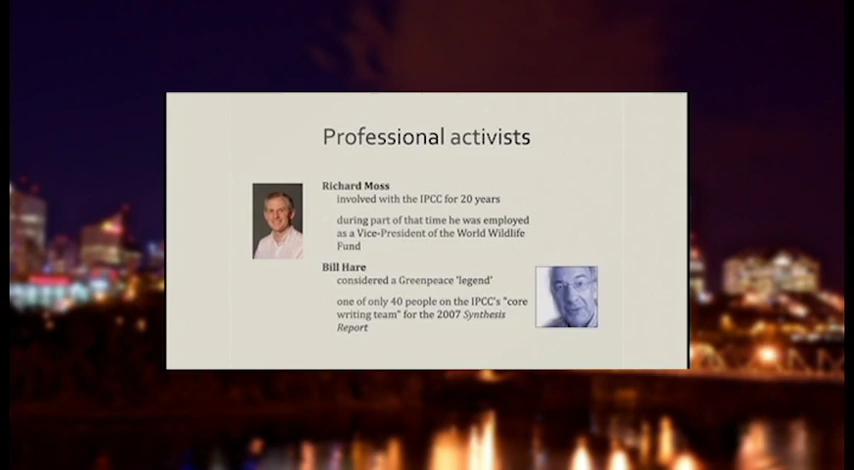 Professional activists
Richard Moss
involved with the IPCC for 20 years
during part of that time he was employed
as a Vice-President of the World Wildlife
Fund
Bill Hare
considered a Greenpeace 'legend'
one of only 40 people on the IPCC's "core
writing team" for the 2007 Synthesis
Report